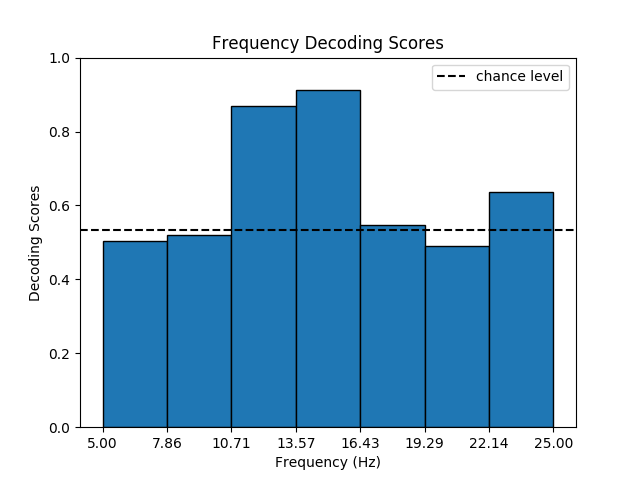 Frequency Decoding Scores
1.0
chance level
0.8
0.6
0.4
0.2
0.0
Decoding Scores
5.00 7.86 10.71 13.57 16.43 19.29 22.14 25.00
Frequency (Hz)